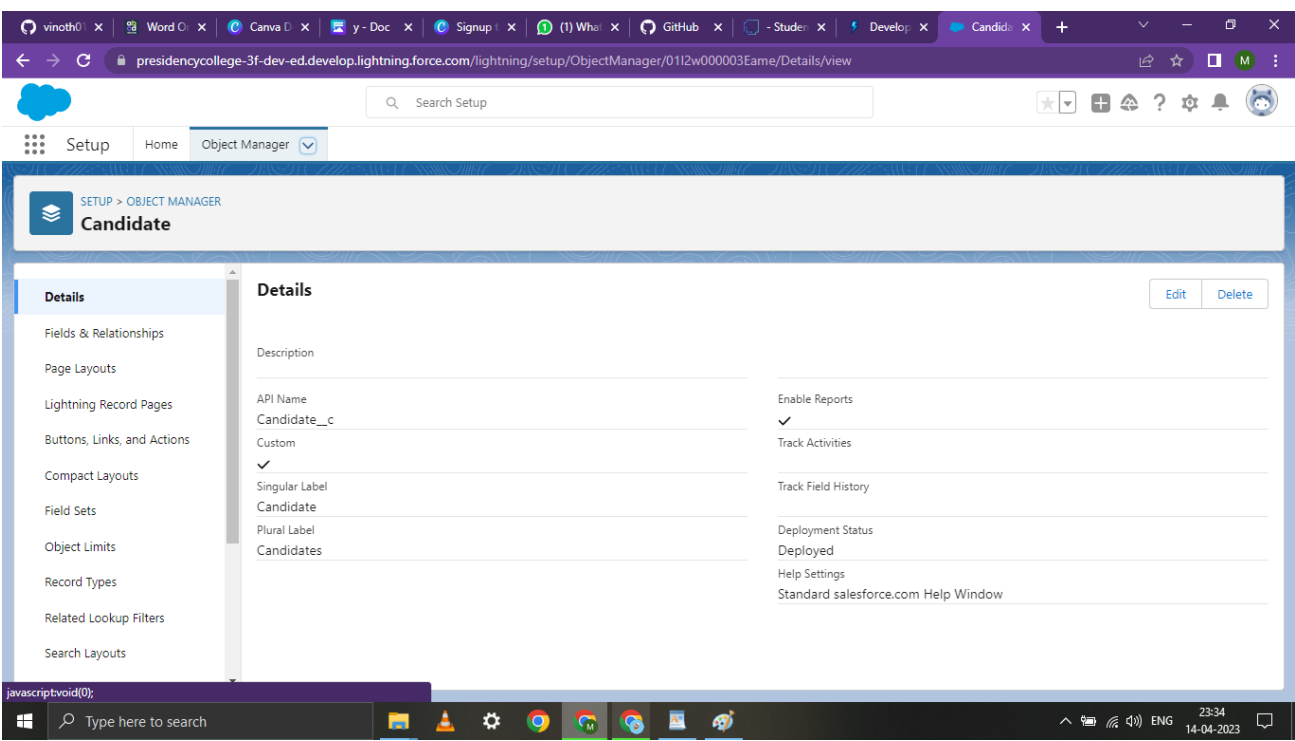 vinoth01
Word O
Canva D
y - Doc
Signup t
(1) What
GitHub
- Studen
Develop
Candida
presidencycollege-3f-dev-ed.develop.lightning.force.com/lightning/setup/ObjectManager/01I2w000003Eame/Details/view
M
Search Setup
Setup
Home
Object Manager
SETUP > OBJECT MANAGER
Candidate
Details
Fields & Relationships
Page Layouts
Lightning Record Pages
Buttons, Links, and Actions
Compact Layouts
Field Sets
Object Limits
Record Types
Related Lookup Filters
Search Layouts
Details
Edit
Delete
Description
API Name
Candidate__c
Custom
Singular Label
Candidate
Plural Label
Candidates
Enable Reports
Track Activities
Track Field History
Deployment Status
Deployed
Help Settings
Standard salesforce.com Help Window
javascript:void(0);
Type here to search
ENG
23:34
14-04-2023